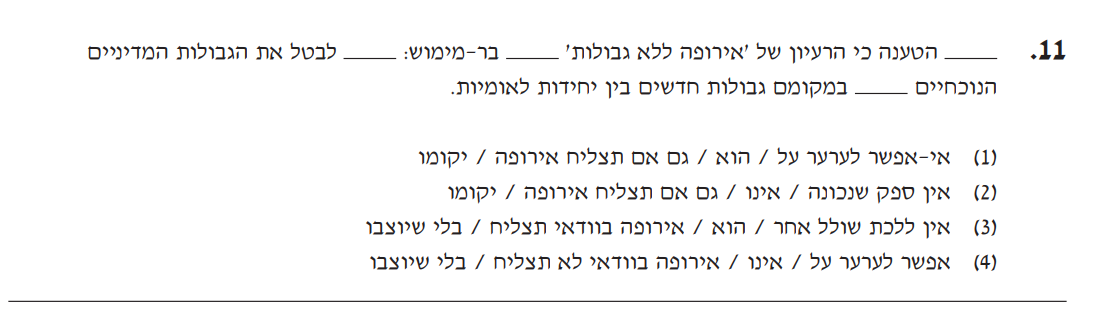 11. _____ הטענה כי הרעיון של 'אירופה ללא גבולות' _____ בר-מימוש: _____ לבטל את הגבולות המדיניים
הנוכחיים _____ במקומם גבולות חדשים בין יחידות לאומיות.
(1) אי-אפשר לערער על / הוא / גם אם תצליח אירופה / יקומו
(2) אין ספק שנכונה / אינו / גם אם תצליח אירופה / יקומו
(3) אין ללכת שולל אחר / הוא / אירופה בוודאי תצליח / בלי שיוצבו
(4) אפשר לערער על / אינו / אירופה בוודאי לא תצליח / בלי שיוצבו